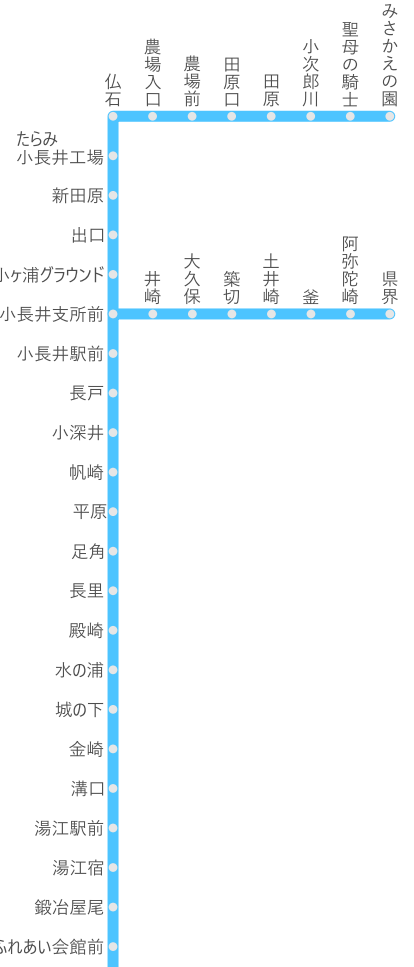 仏石
農場入口
農場前
田原口
田原
小次郎川
聖母の騎士
みさかえの園
たらみ
小長井工場
新田原
出口
小ヶ浦グラウンド
小長井支所前
井崎
大久保
築切
土井崎
釜
阿弥陀崎
県界
小長井駅前
長戸
小深井
帆崎
平原
足角
長里
殿崎
水の浦
城の下
金崎
溝口
湯江駅前
湯江宿
鍛冶屋尾
ふれあい会館前